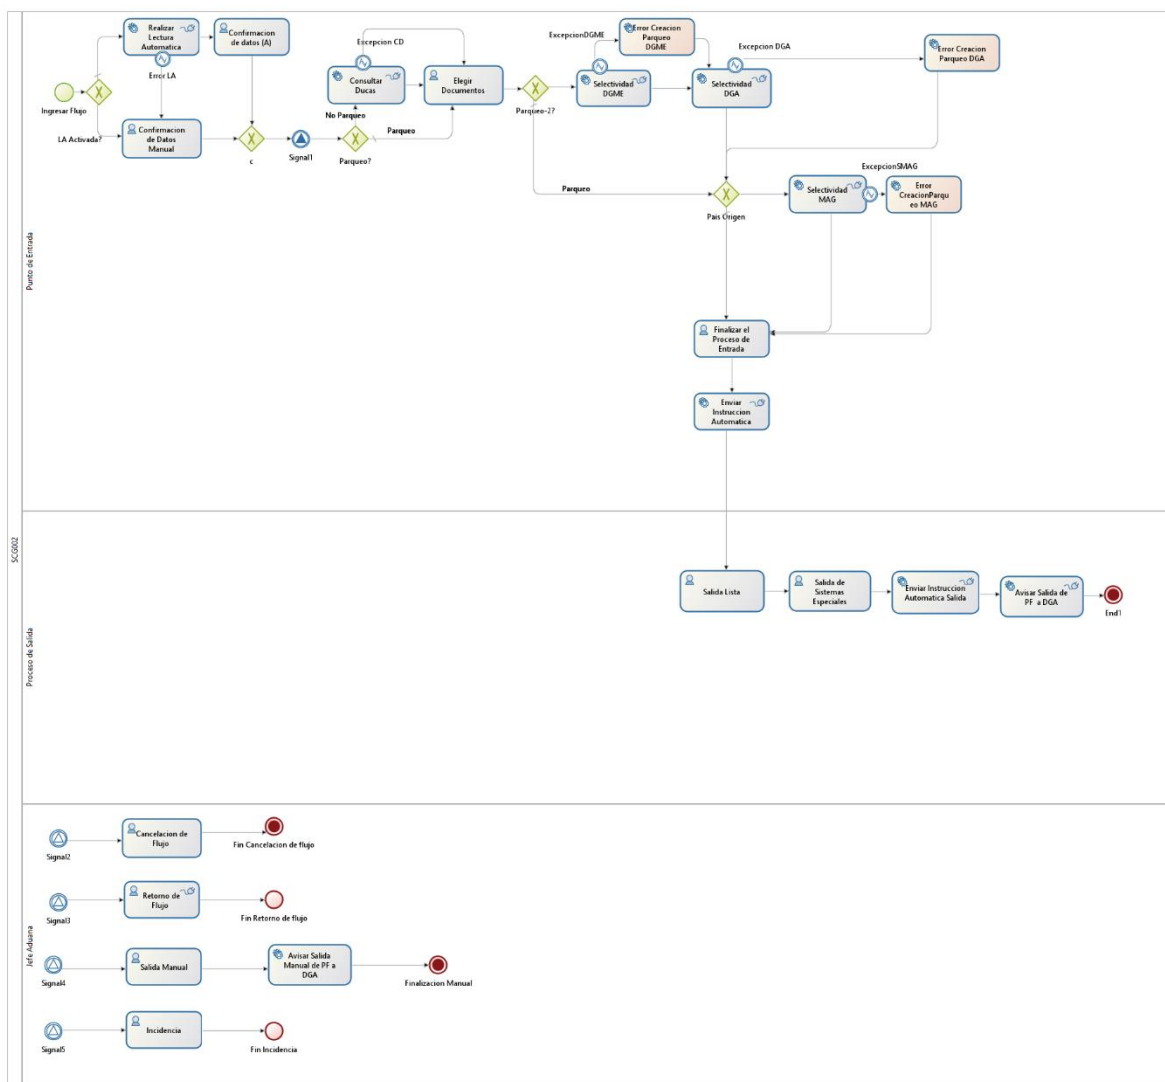 SCG002
Punto de Entrada
Ingresar Flujo
LA Activada?
Realizar
Lectura
Automatica
Error LA
Confirmacion
de datos (A)
Confirmacion
de Datos
Manual
c
Signal1
Parqueo?
No Parqueo
Parqueo
Excepcion CD
Consultar
Ducas
Elegir
Documentos
Parqueo-2?
Parqueo
ExcepcionDGME
Selectividad
DGME
Error Creacion
Parqueo
DGME
Excepcion DGA
Selectividad
DGA
Error Creacion
Parqueo DGA
Pais Origen
ExcepcionSMAG
Selectividad
MAG
Error
CreacionParqu
eo MAG
Finalizar el
Proceso de
Entrada
Enviar
Instruccion
Automatica
Proceso de Salida
Salida Lista
Salida de
Sistemas
Especiales
Enviar Instruccion
Automatica Salida
Avisar Salida de
PF a DGA
End1
Jefe Aduana
Signal2
Cancelacion de
Flujo
Fin Cancelacion de flujo
Signal3
Retorno de
Flujo
Fin Retorno de flujo
Signal4
Salida Manual
Avisar Salida
Manual de PF a
DGA
Finalizacion Manual
Signal5
Incidencia
Fin Incidencia